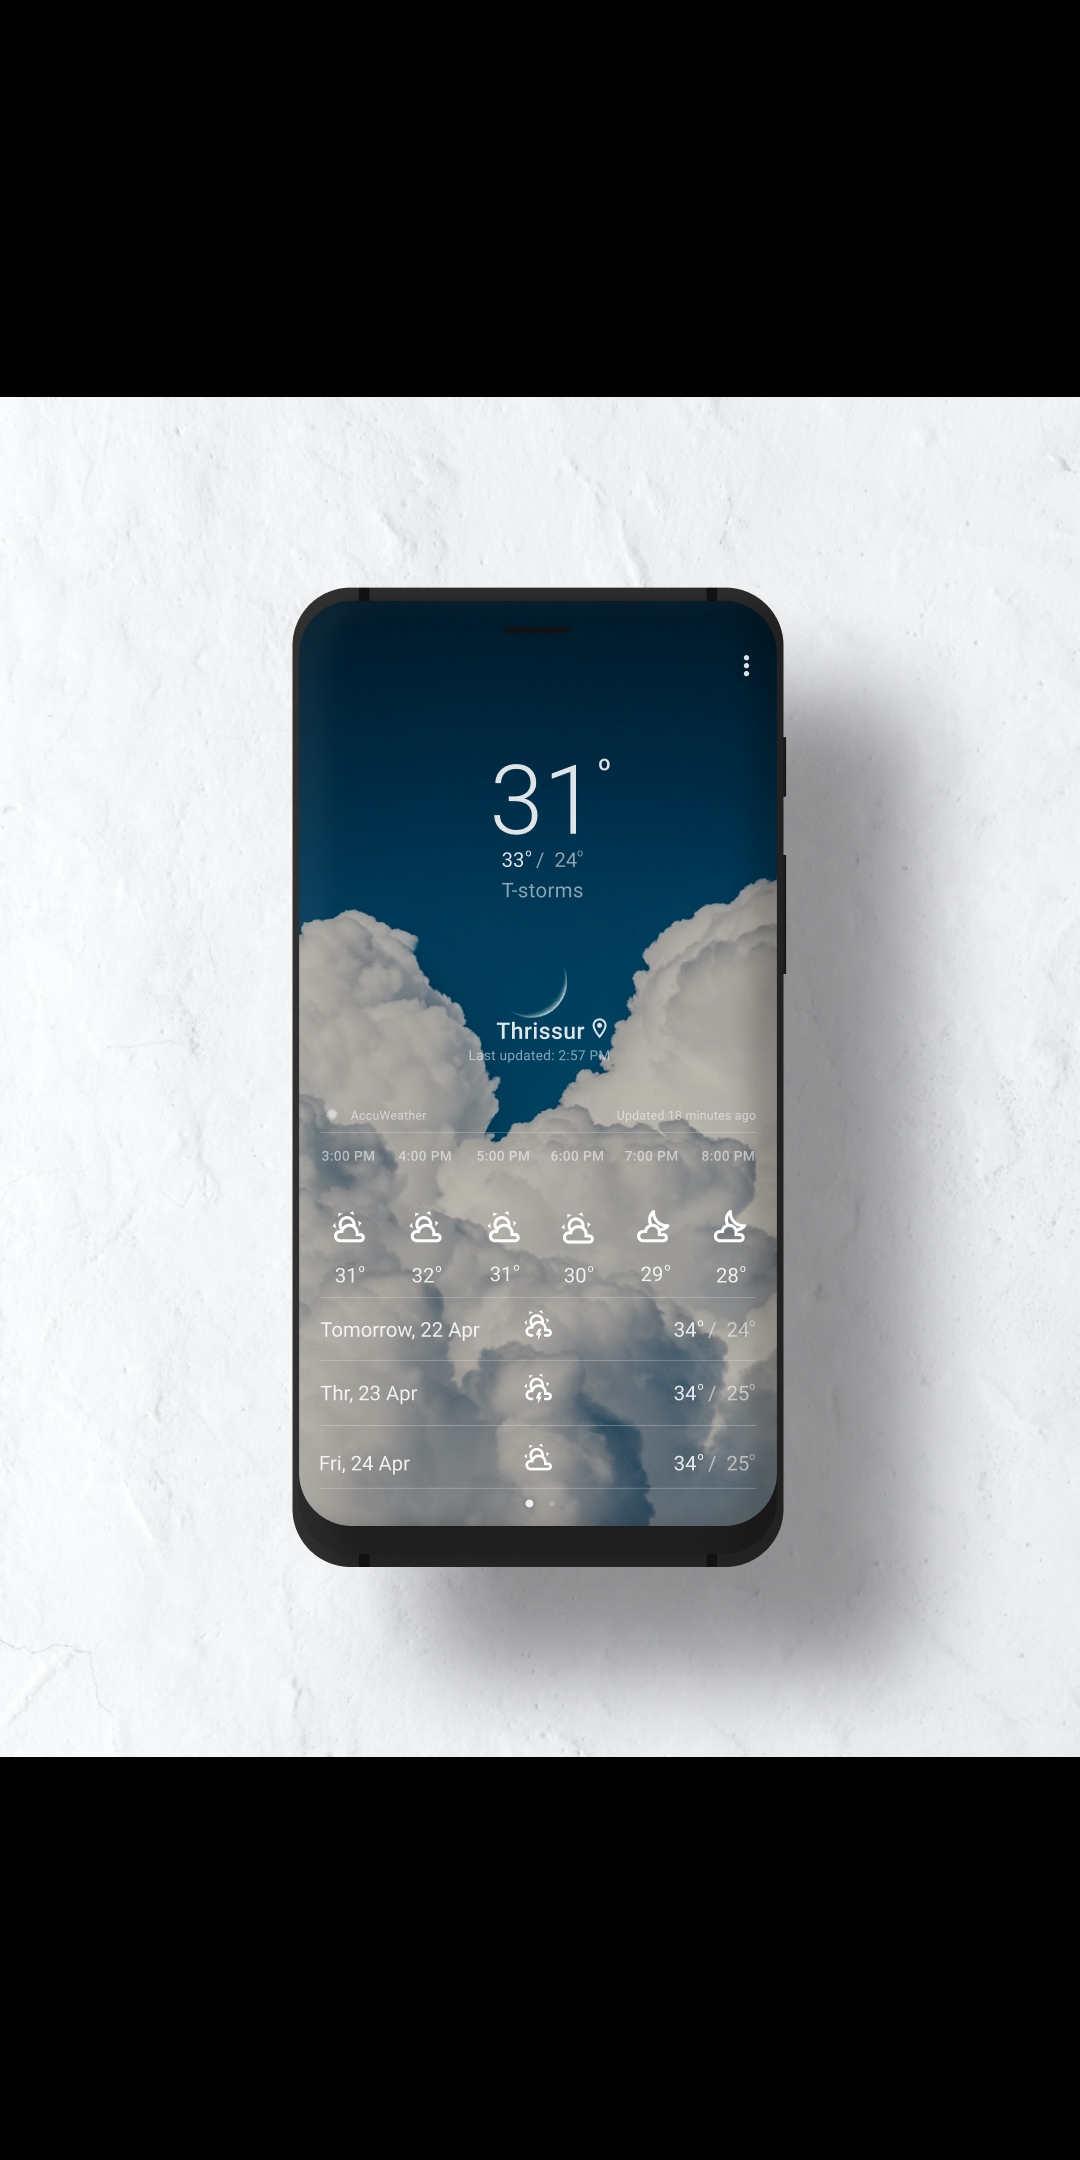 31°
33° / 24°
T-storms
Thrissur
Last updated: 2:57 PM
AccuWeather Updated 18 minutes ago
3:00 PM 4:00 PM 5:00 PM 6:00 PM 7:00 PM 8:00 PM
31° 32° 31° 30° 29° 28°
Tomorrow, 22 Apr 34° / 24°
Thr, 23 Apr 34° / 25°
Fri, 24 Apr 34° / 25°